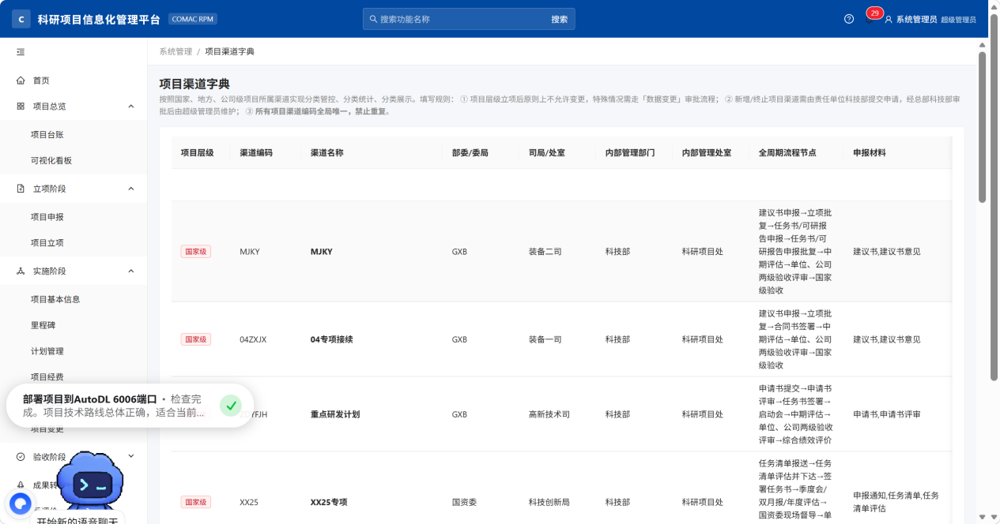 C 科研项目信息化管理平台 COMAC RPM 搜索功能名称 搜索 29 系统管理员 超级管理员
系统管理 / 项目渠道字典
首页
项目总览
项目台账
可视化看板
立项阶段
项目申报
项目立项
实施阶段
项目基本信息
里程碑
计划管理
项目经费
项目变更
验收阶段
项目渠道字典
按照国家、地方、公司级项目所属渠道实现分类管控、分类统计、分类展示。填写规则： ① 项目层级立项后原则上不允许变更，特殊情况需走「数据变更」审批流程； ② 新增/终止项目渠道需由责任单位科技部提交申请，经总部科技部审
批后由超级管理员维护； ③ 所有项目渠道编码全局唯一，禁止重复。
项目层级 渠道编码 渠道名称 部委/委局 司局/处室 内部管理部门 内部管理处室 全周期流程节点 申报材料
建议书申报→立项批
复→任务书/可研报
告申报→任务书/可
研报告申报批复→中
期评估→单位、公司
两级验收评审→国家
级验收
国家级 MJKY MJKY GXB 装备二司 科技部 科研项目处 建议书,建议书意见
建议书申报→立项批
复→合同书签署→中
期评估→单位、公司
两级验收评审→国家
级验收
国家级 04ZXJX 04专项接续 GXB 装备一司 科技部 科研项目处 建议书,建议书意见
申请书提交→申请书
评审→任务书签署→
启动会→中期评估→
单位、公司两级验收
评审→综合绩效评价
重点研发计划 GXB 高新技术司 科技部 科研项目处 申请书,申请书评审
任务清单报送→任务
清单评估并下达→签
署任务书→季度会/
双月报/年度评估→
国资委现场督导→单
国家级 XX25 XX25专项 国资委 科技创新局 科技部 科研项目处 申报通知,任务清单,任务
清单评估
部署项目到AutoDL 6006端口 · 检查完
成。项目技术路线总体正确，适合当前...
成果转
开始新的语音聊天